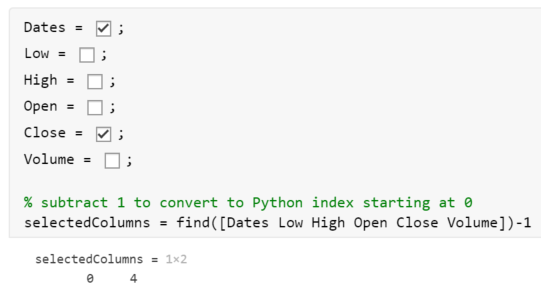 Dates = ☑ ;
Low = ☐ ;
High = ☐ ;
Open = ☐ ;
Close = ☑ ;
Volume = ☐ ;
% subtract 1 to convert to Python index starting at 0
selectedColumns = find([Dates Low High Open Close Volume])-1
selectedColumns = 1×2
0 4